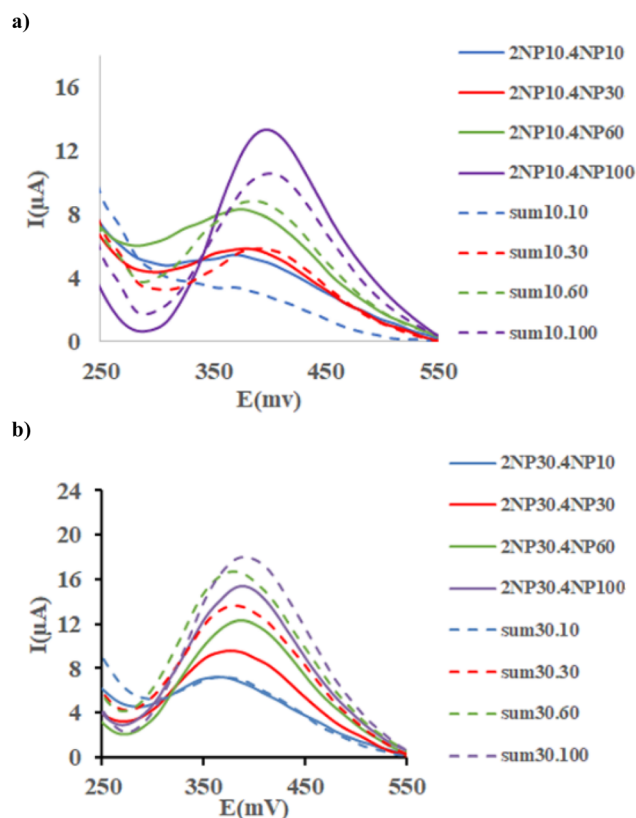 a)
16
12
8
4
0
I(µA)
250 350 450 550
E(mv)
2NP10.4NP10
2NP10.4NP30
2NP10.4NP60
2NP10.4NP100
sum10.10
sum10.30
sum10.60
sum10.100
b)
24
20
16
12
8
4
0
I(µA)
250 350 450 550
E(mV)
2NP30.4NP10
2NP30.4NP30
2NP30.4NP60
2NP30.4NP100
sum30.10
sum30.30
sum30.60
sum30.100